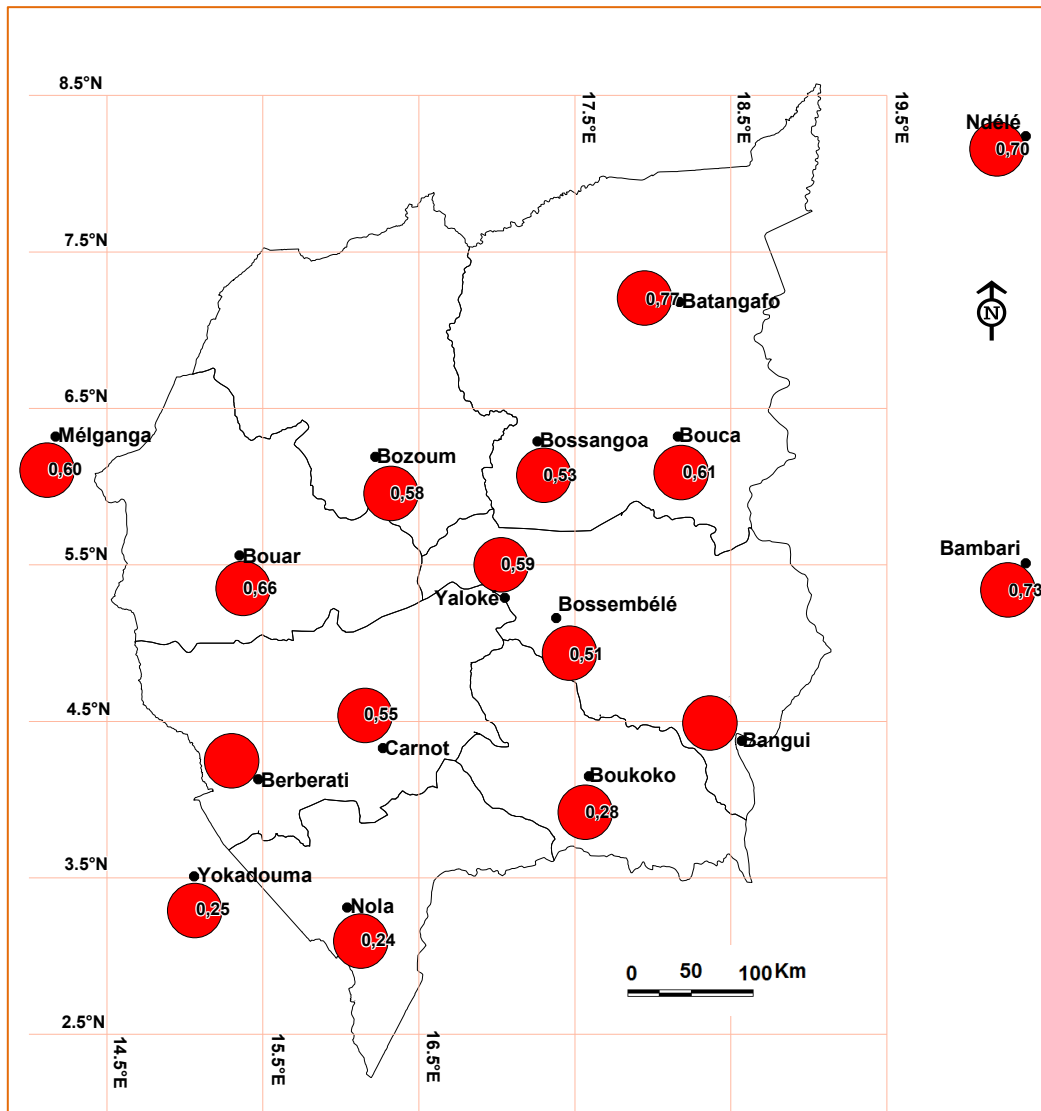 8.5°N
17.5°E
18.5°E
19.5°E
Ndélé
0,70
7.5°N
0,77
Batangafo
N
6.5°N
Mélganga
0,60
Bozoum
0,58
Bossangoa
0,53
Bouca
0,61
5.5°N
Bouar
0,66
0,59
Yaloké
Bossembélé
0,51
Bambari
0,73
4.5°N
0,55
Carnot
Bangui
Berberati
Boukoko
0,28
3.5°N
Yokadouma
0,25
Nola
0,24
0 50 100 Km
2.5°N
14.5°E
15.5°E
16.5°E